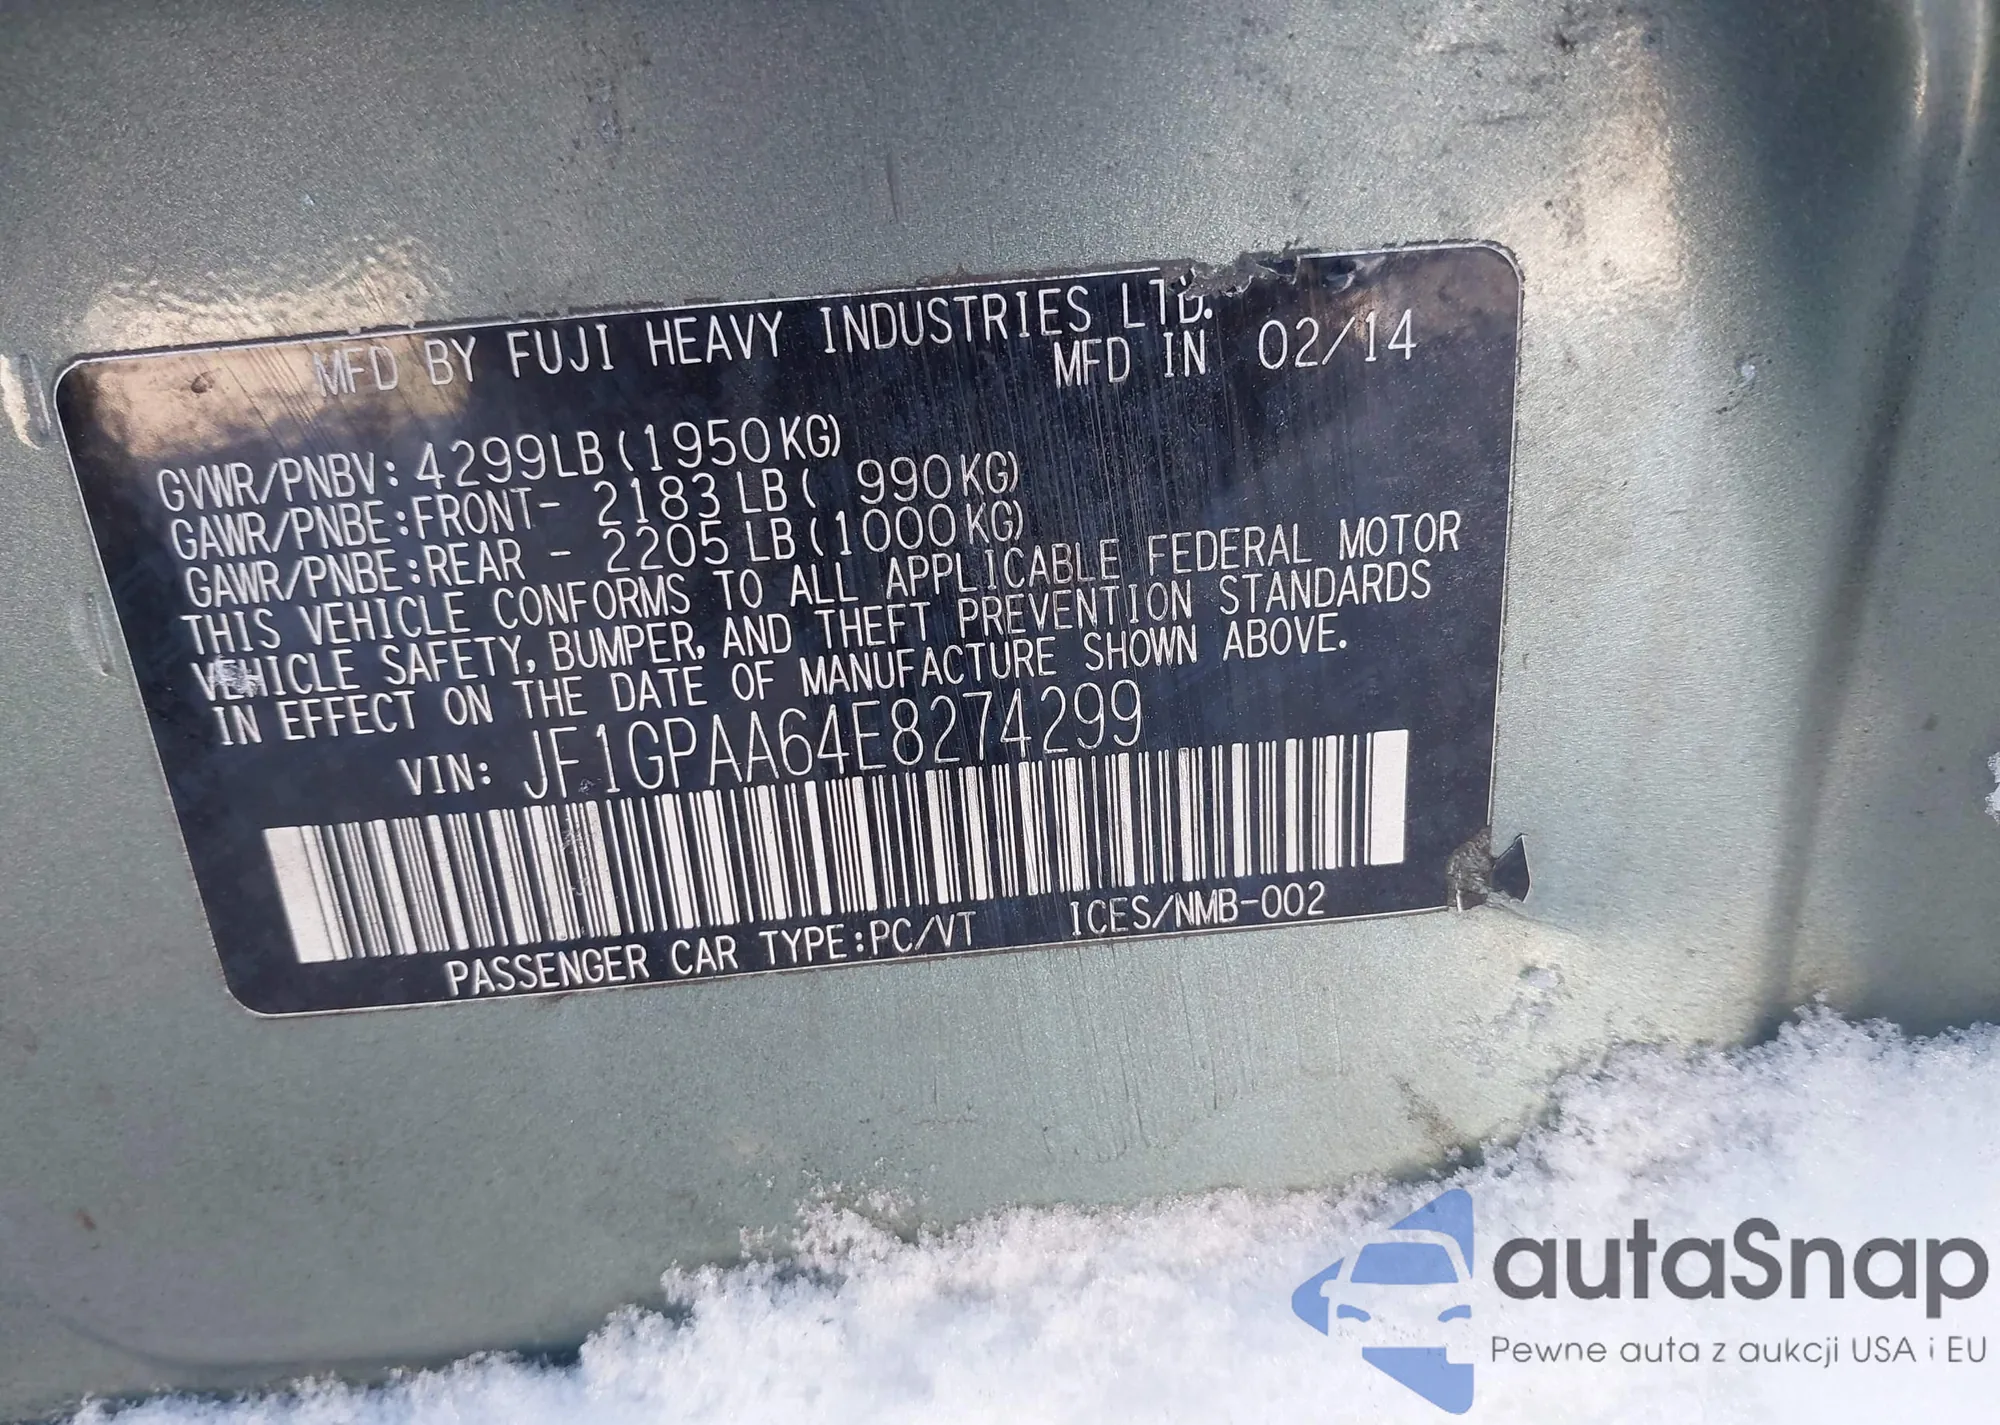 MFD BY FUJI HEAVY INDUSTRIES LTD.
MFD IN 02/14
GVWR/PNBV: 4299LB (1950KG)
GAWR/PNBE:FRONT- 2183 LB ( 990KG)
GAWR/PNBE:REAR - 2205 LB (1000KG)
THIS VEHICLE CONFORMS TO ALL APPLICABLE FEDERAL MOTOR
VEHICLE SAFETY, BUMPER, AND THEFT PREVENTION STANDARDS
IN EFFECT ON THE DATE OF MANUFACTURE SHOWN ABOVE.
VIN: JF1GPAA64E8274299
PASSENGER CAR TYPE:PC/VT ICES/NMB-002
autaSnap
Pewne auta z aukcji USA i EU